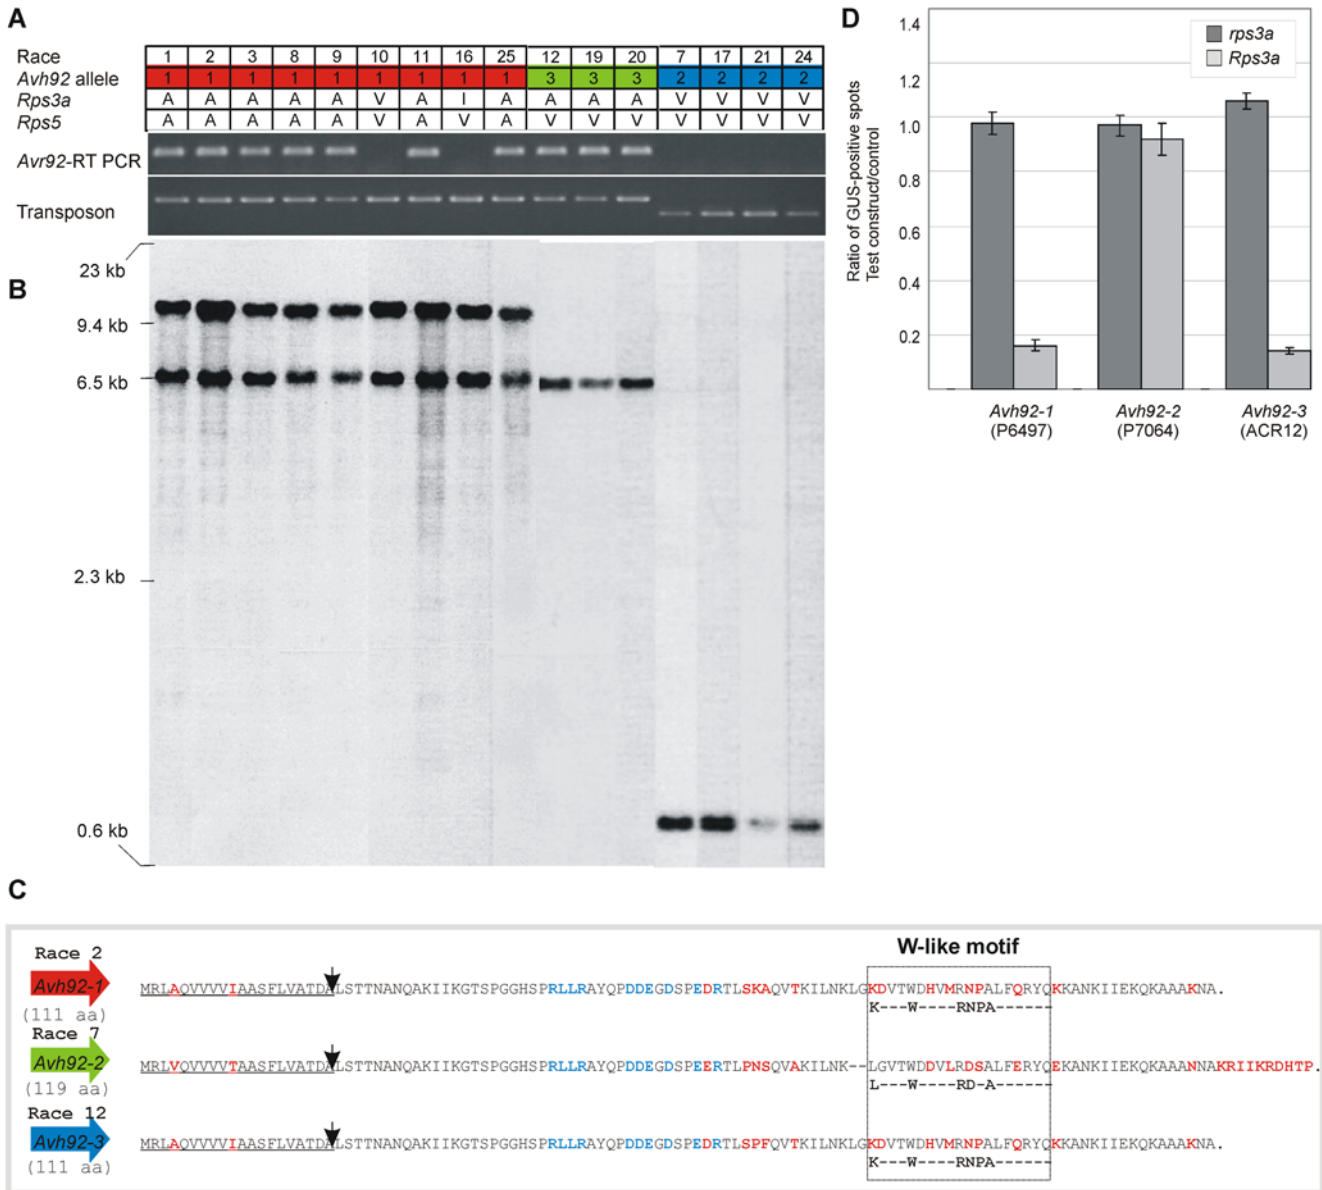 A
Race 1 2 3 8 9 10 11 16 25 12 19 20 7 17 21 24
Avh92 allele 1 1 1 1 1 1 1 1 1 3 3 3 2 2 2 2
Rps3a A A A A A V A I A A A A V V V V
Rps5 A A A A A V A V A V V V V V V V
Avr92-RT PCR
Transposon
B
23 kb
9.4 kb
6.5 kb
2.3 kb
0.6 kb
D
Ratio of GUS-positive spots
Test construct/control
1.4
1.2
1.0
0.8
0.6
0.4
0.2
rps3a
Rps3a
Avh92-1 Avh92-2 Avh92-3
(P6497) (P7064) (ACR12)
C
W-like motif
Race 2
Avh92-1
MRLAQVVVVIAASFLVATDALSTTNANQAKIIKGTSPGGHSPRLLRAYQPDDEGDSPEDRTLSKAQVTKILNKLGKDVTWDHVMRNPALFQRYQKKANKIIEKQKAAAKNA.
(111 aa)
K---W----RNPA------
Race 7
Avh92-2
MRLVQVVVVTAASFLVATDALSTTNANQAKIIKGTSPGGHSPRLLRAYQPDDEGDSPEERTLPNSQVAKILNK--LGVTWDDVLRDSALFERYQEKANKIIEKQKAAANNAKRIIKRDHTP.
(119 aa)
L---W----RD-A------
Race 12
Avh92-3
MRLAQVVVVIAASFLVATDALSTTNANQAKIIKGTSPGGHSPRLLRAYQPDDEGDSPEDRTLSPFQVTKILNKLGKDVTWDHVMRNPALFQRYQKKANKIIEKQKAAAKNA.
(111 aa)
K---W----RNPA------